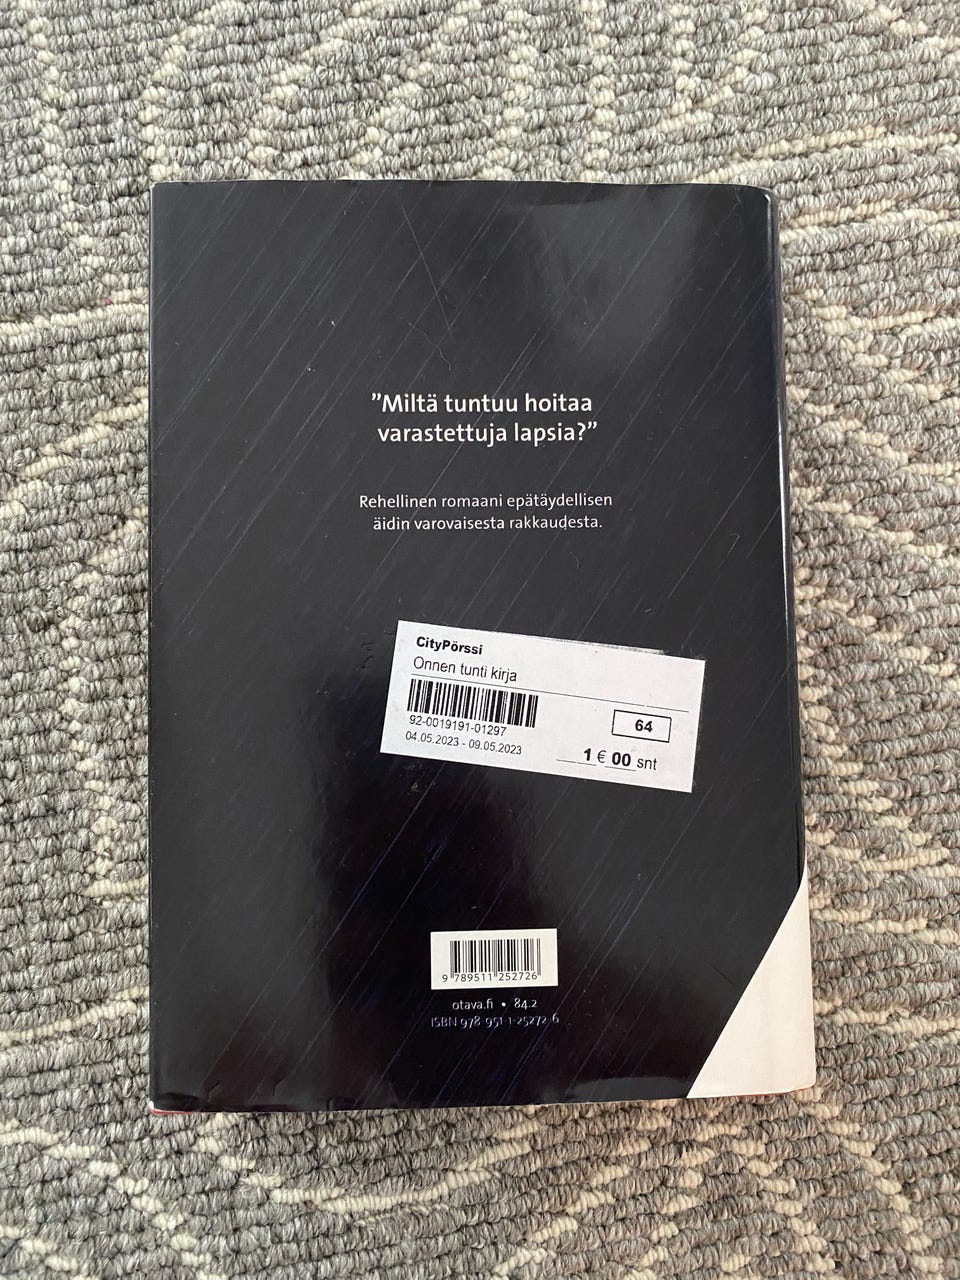 ”Miltä tuntuu hoitaa
varastettuja lapsia?”
Rehellinen romaani epätäydellisen
äidin varovaisesta rakkaudesta.
CityPörssi
Onnen tunti kirja
92-0019191-01297
64
04.05.2023 - 09.05.2023
1 € 00 snt
9 789511 252726
otava.fi • 84.2
ISBN 978-951-1-25272-6